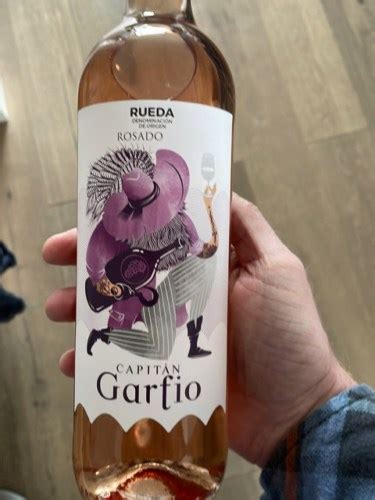 RUEDA
DENOMINACIÓN
DE ORIGEN
ROSADO
CAPITÁN
Garfio